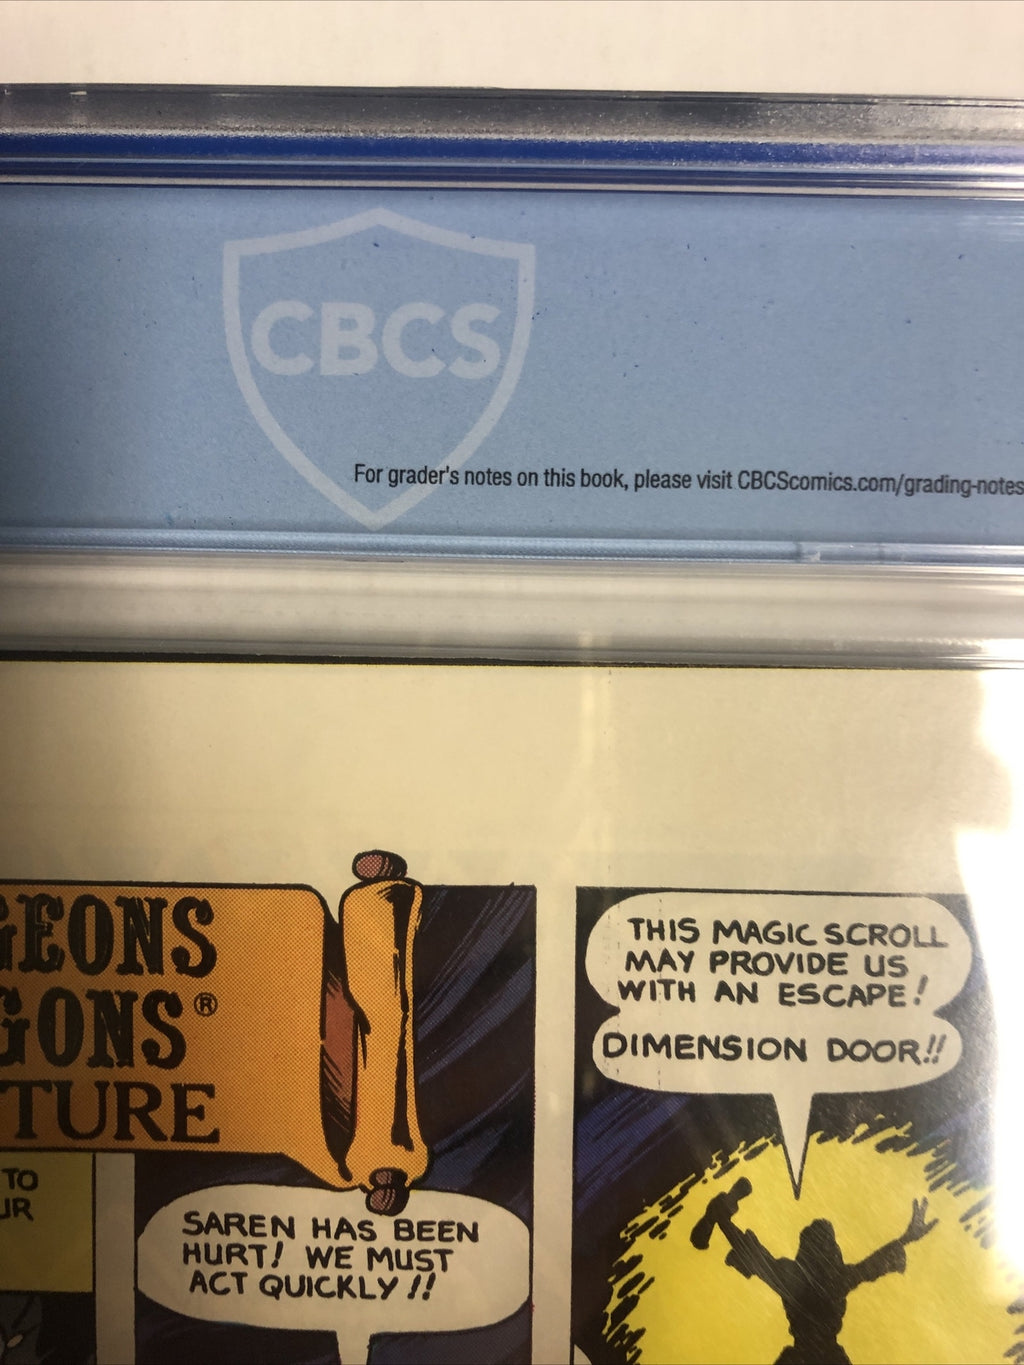 CBCS
For grader's notes on this book, please visit CBCScomics.com/grading-notes
GEONS
GONS®
TURE
TO
UR
SAREN HAS BEEN
HURT! WE MUST
ACT QUICKLY!!
THIS MAGIC SCROLL
MAY PROVIDE US
WITH AN ESCAPE!
DIMENSION DOOR!!